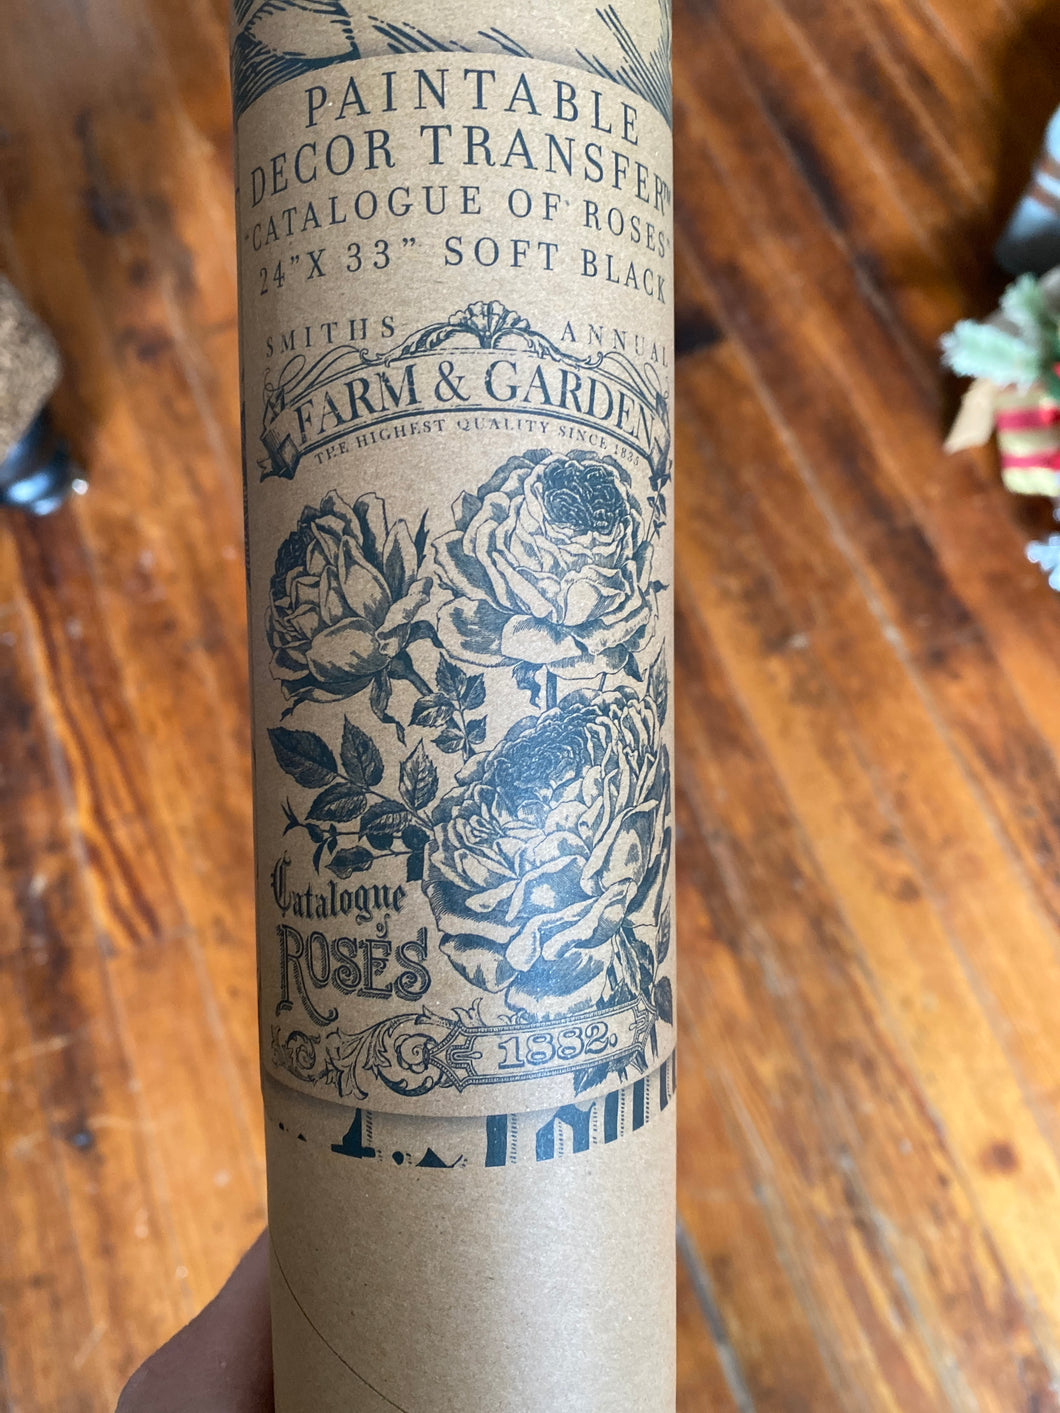 PAINTABLE
DECOR TRANSFER™
"CATALOGUE OF ROSES"
24"X 33" SOFT BLACK
SMITHS ANNUAL
FARM & GARDEN
THE HIGHEST QUALITY SINCE 1835
Catalogue
of
ROSES
1882.